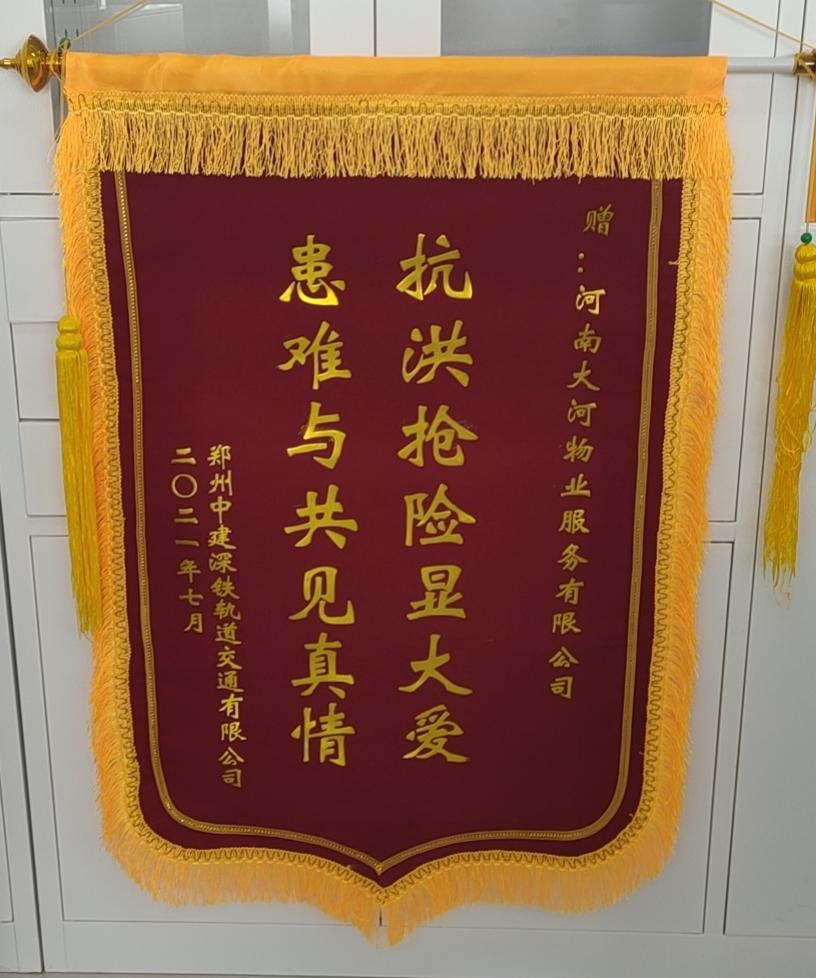 赠：河南大河物业服务有限公司
抗洪抢险显大爱
患难与共见真情
郑州中建深铁轨道交通有限公司
二〇二一年七月